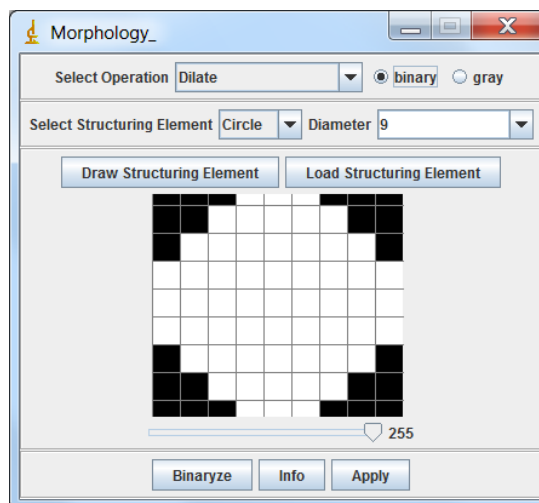 Morphology_
Select Operation Dilate binary gray
Select Structuring Element Circle Diameter 9
Draw Structuring Element Load Structuring Element
255
Binaryze Info Apply